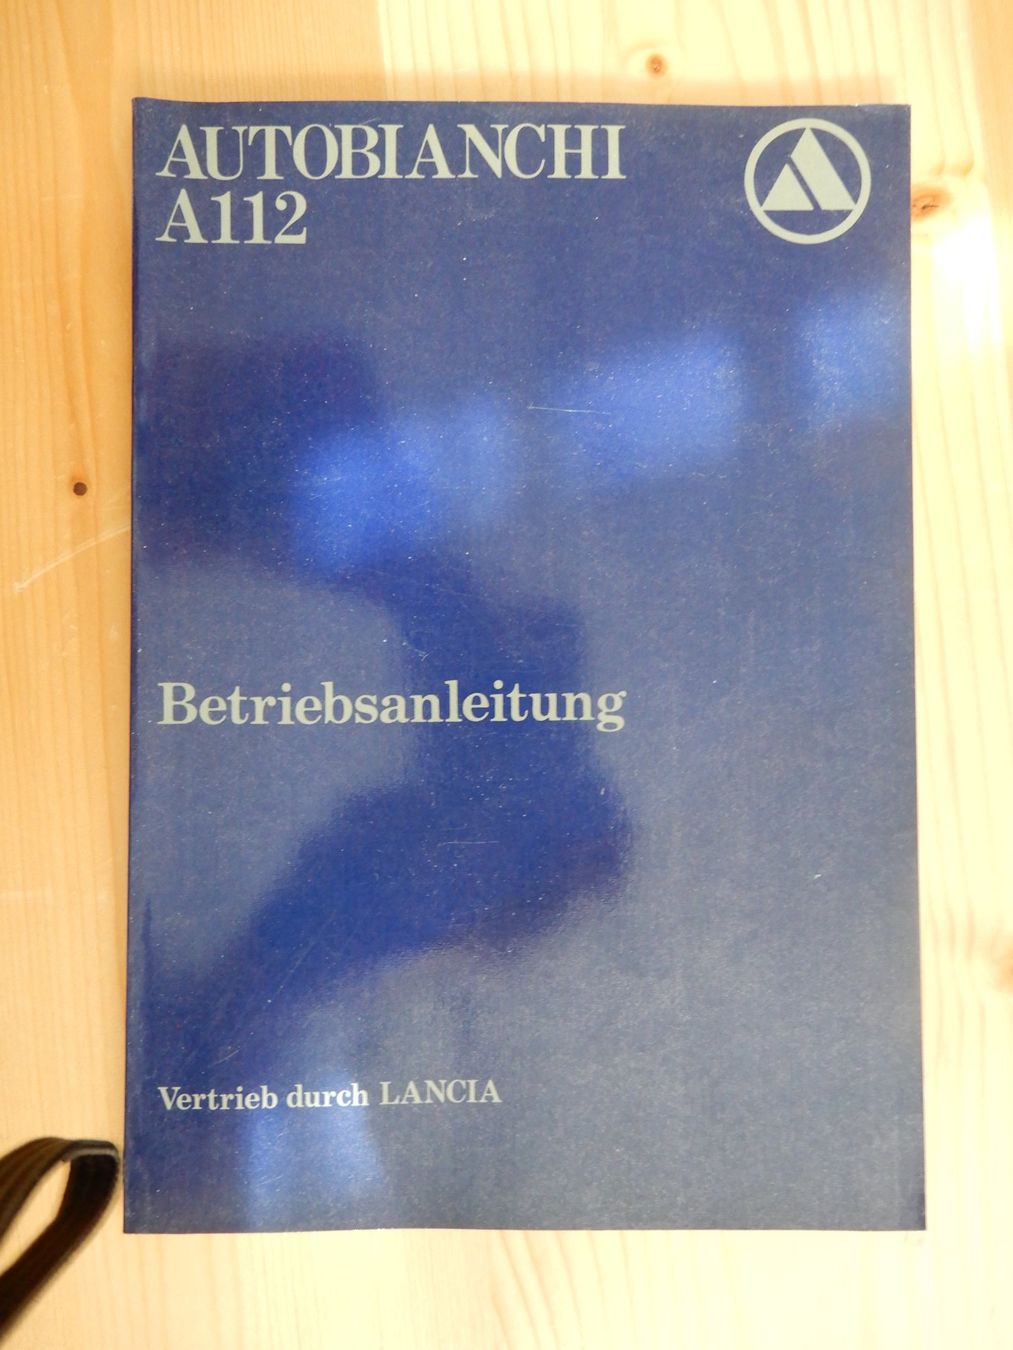 AUTOBIANCHI
A112
Betriebsanleitung
Vertrieb durch LANCIA